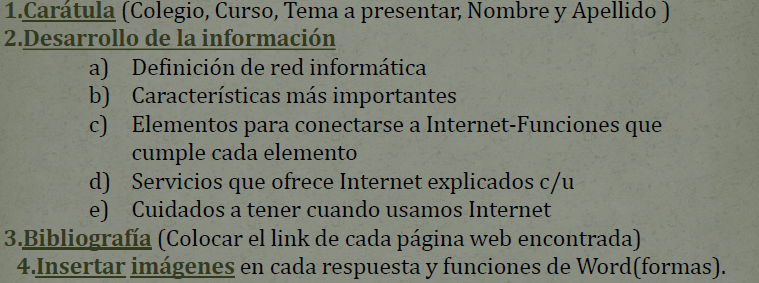 1.Carátula (Colegio, Curso, Tema a presentar, Nombre y Apellido )
2.Desarrollo de la información
a) Definición de red informática
b) Características más importantes
c) Elementos para conectarse a Internet-Funciones que
cumple cada elemento
d) Servicios que ofrece Internet explicados c/u
e) Cuidados a tener cuando usamos Internet
3.Bibliografía (Colocar el link de cada página web encontrada)
4.Insertar imágenes en cada respuesta y funciones de Word(formas).